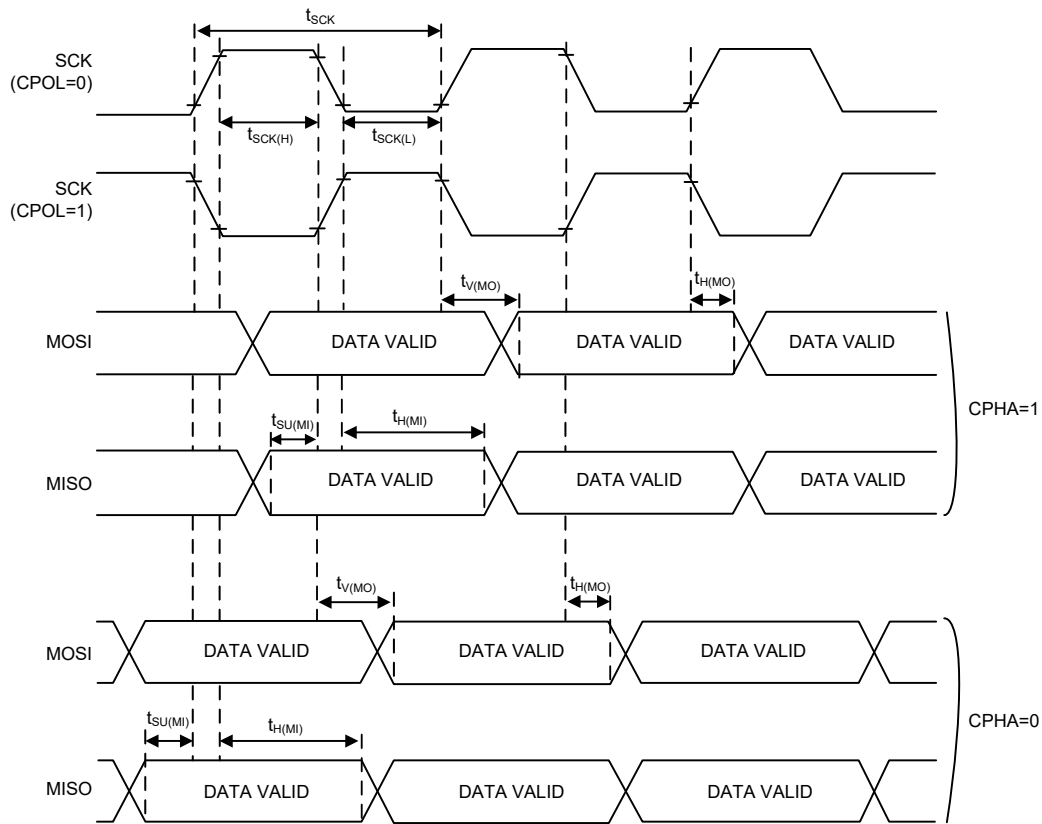 tSCK
SCK
(CPOL=0)
tSCK(H)
tSCK(L)
SCK
(CPOL=1)
tV(MO)
tH(MO)
MOSI
DATA VALID
DATA VALID
DATA VALID
CPHA=1
tSU(MI)
tH(MI)
MISO
DATA VALID
DATA VALID
DATA VALID
tV(MO)
tH(MO)
MOSI
DATA VALID
DATA VALID
DATA VALID
CPHA=0
tSU(MI)
tH(MI)
MISO
DATA VALID
DATA VALID
DATA VALID